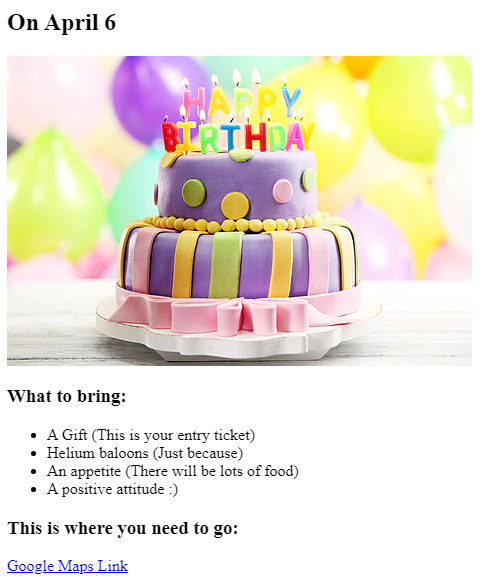 On April 6
HAPPY
BIRTHDAY
What to bring:
A Gift (This is your entry ticket)
Helium baloons (Just because)
An appetite (There will be lots of food)
A positive attitude :)
This is where you need to go:
Google Maps Link